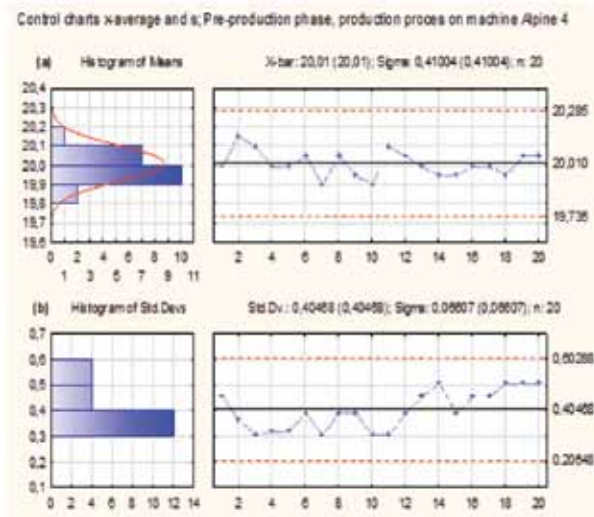 Control charts x-average and s; Pre-production phase, production proces on machine Alpine 4
(a) Histogram of Means
X-bar: 20,01 (20,01); Sigma: 0,41004 (0,41004); n: 20
20,4
20,3
20,2
20,1
20,0
19,9
19,8
19,7
19,6
0 2 4 6 8 10
1 3 5 7 9 11
20,285
20,010
19,735
2 4 6 8 10 12 14 16 18 20
(b) Histogram of Std.Devs
Std.Dv.: 0,40468 (0,40468); Sigma: 0,06607 (0,06607); n: 20
0,7
0,6
0,5
0,4
0,3
0,2
0,1
0 2 4 6 8 10 12 14
0,60288
0,40468
0,20648
2 4 6 8 10 12 14 16 18 20